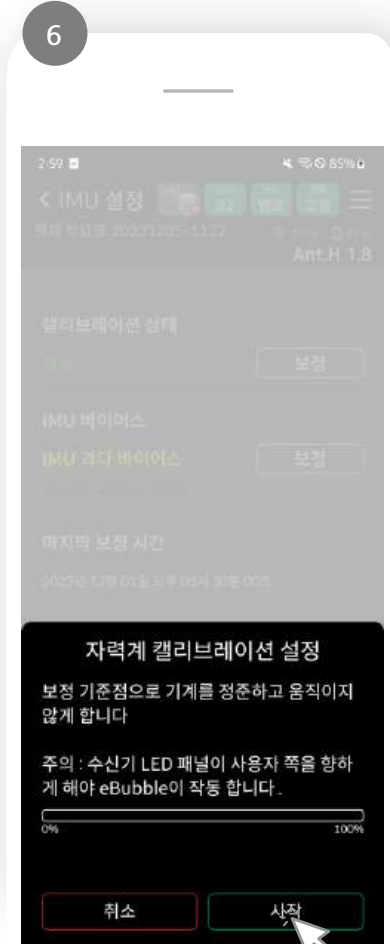 6
2:59
85%
< IMU 설정
Ant.H 1.8
캘리브레이션 상태
보정
IMU 바이어스
IMU 과다 바이어스
보정
마지막 보정 시간
자력계 캘리브레이션 설정
보정 기준점으로 기계를 정준하고 움직이지
않게 합니다
주의 : 수신기 LED 패널이 사용자 쪽을 향하
게 해야 eBubble이 작동 합니다.
0% 100%
취소 시작